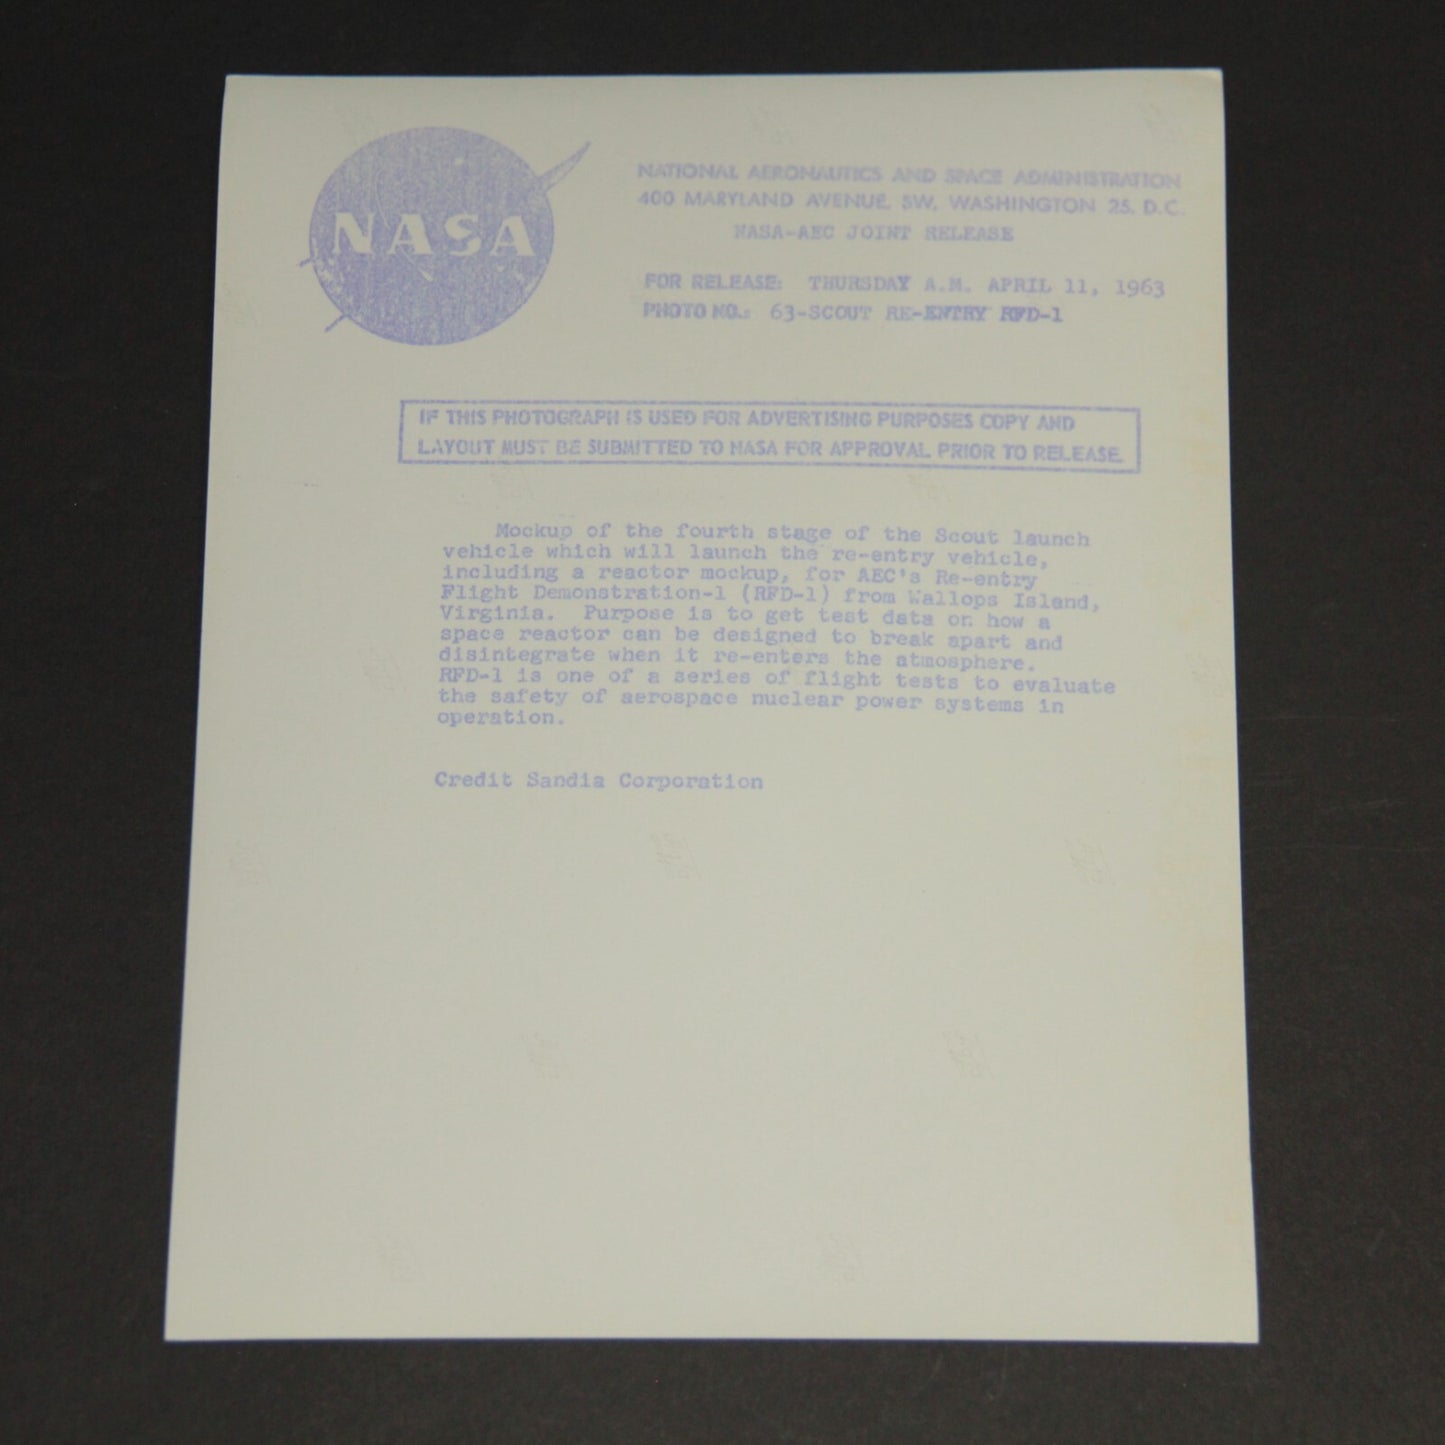 NASA
NATIONAL AERONAUTICS AND SPACE ADMINISTRATION
400 MARYLAND AVENUE, SW, WASHINGTON 25, D.C.
NASA-AEC JOINT RELEASE
FOR RELEASE: THURSDAY A.M. APRIL 11, 1963
PHOTO NO.: 63-SCOUT RE-ENTRY RFD-1
IF THIS PHOTOGRAPH IS USED FOR ADVERTISING PURPOSES COPY AND
LAYOUT MUST BE SUBMITTED TO NASA FOR APPROVAL PRIOR TO RELEASE.
Mockup of the fourth stage of the Scout launch
vehicle which will launch the re-entry vehicle,
including a reactor mockup, for AEC's Re-entry
Flight Demonstration-1 (RFD-1) from Wallops Island,
Virginia. Purpose is to get test data on how a
space reactor can be designed to break apart and
disintegrate when it re-enters the atmosphere.
RFD-1 is one of a series of flight tests to evaluate
the safety of aerospace nuclear power systems in
operation.
Credit Sandia Corporation